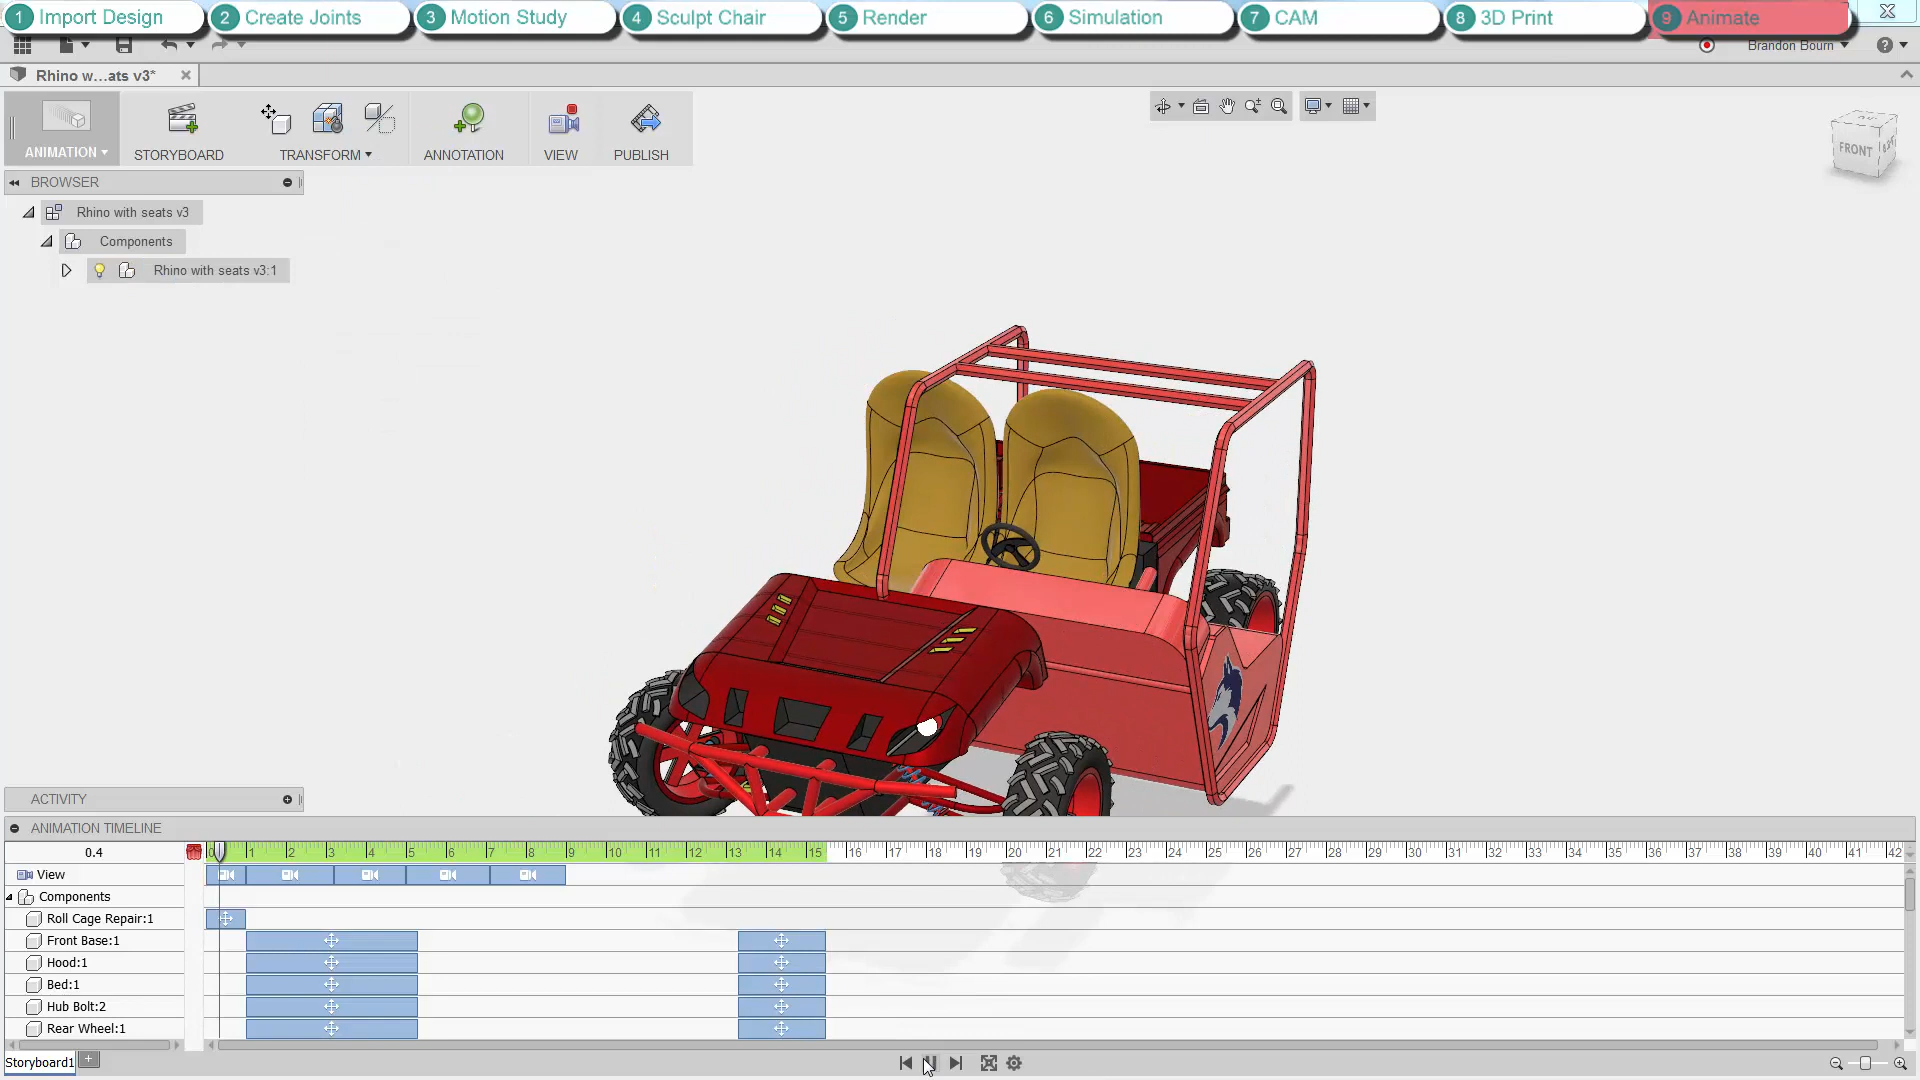 1 Import Design
2 Create Joints
3 Motion Study
4 Sculpt Chair
5 Render
6 Simulation
7 CAM
8 3D Print
9 Animate
Brandon Bourn
Rhino w...ats v3*
ANIMATION
STORYBOARD
TRANSFORM
ANNOTATION
VIEW
PUBLISH
FRONT
BROWSER
Rhino with seats v3
Components
Rhino with seats v3:1
ACTIVITY
ANIMATION TIMELINE
0.4
0 1 2 3 4 5 6 7 8 9 10 11 12 13 14 15 16 17 18 19 20 21 22 23 24 25 26 27 28 29 30 31 32 33 34 35 36 37 38 39 40 41 42
View
Components
Roll Cage Repair:1
Front Base:1
Hood:1
Bed:1
Hub Bolt:2
Rear Wheel:1
Storyboard1